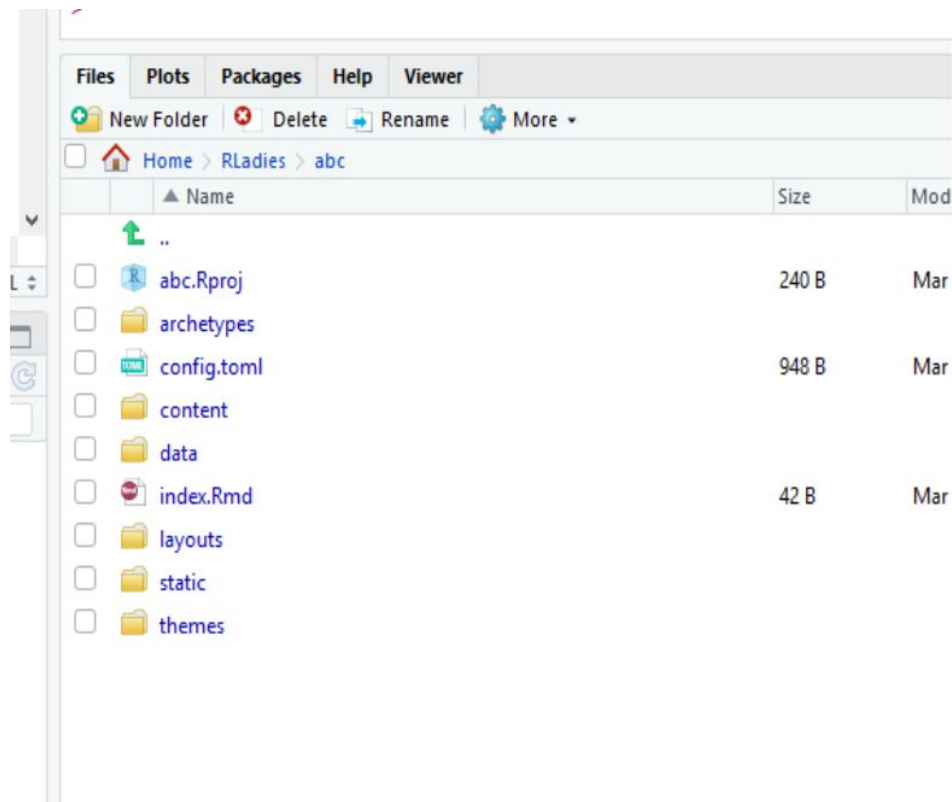 Files Plots Packages Help Viewer
New Folder Delete Rename More
Home > RLadies > abc
Name Size Mod
..
abc.Rproj 240 B Mar
archetypes
config.toml 948 B Mar
content
data
index.Rmd 42 B Mar
layouts
static
themes